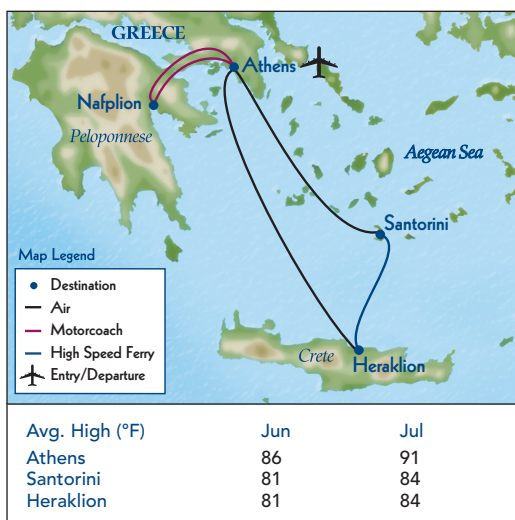 GREECE
Athens
Nafplion
Peloponnese
Aegean Sea
Santorini
Map Legend
Destination
Air
Motorcoach
High Speed Ferry
Entry/Departure
Crete
Heraklion
Avg. High (°F) Jun Jul
Athens 86 91
Santorini 81 84
Heraklion 81 84